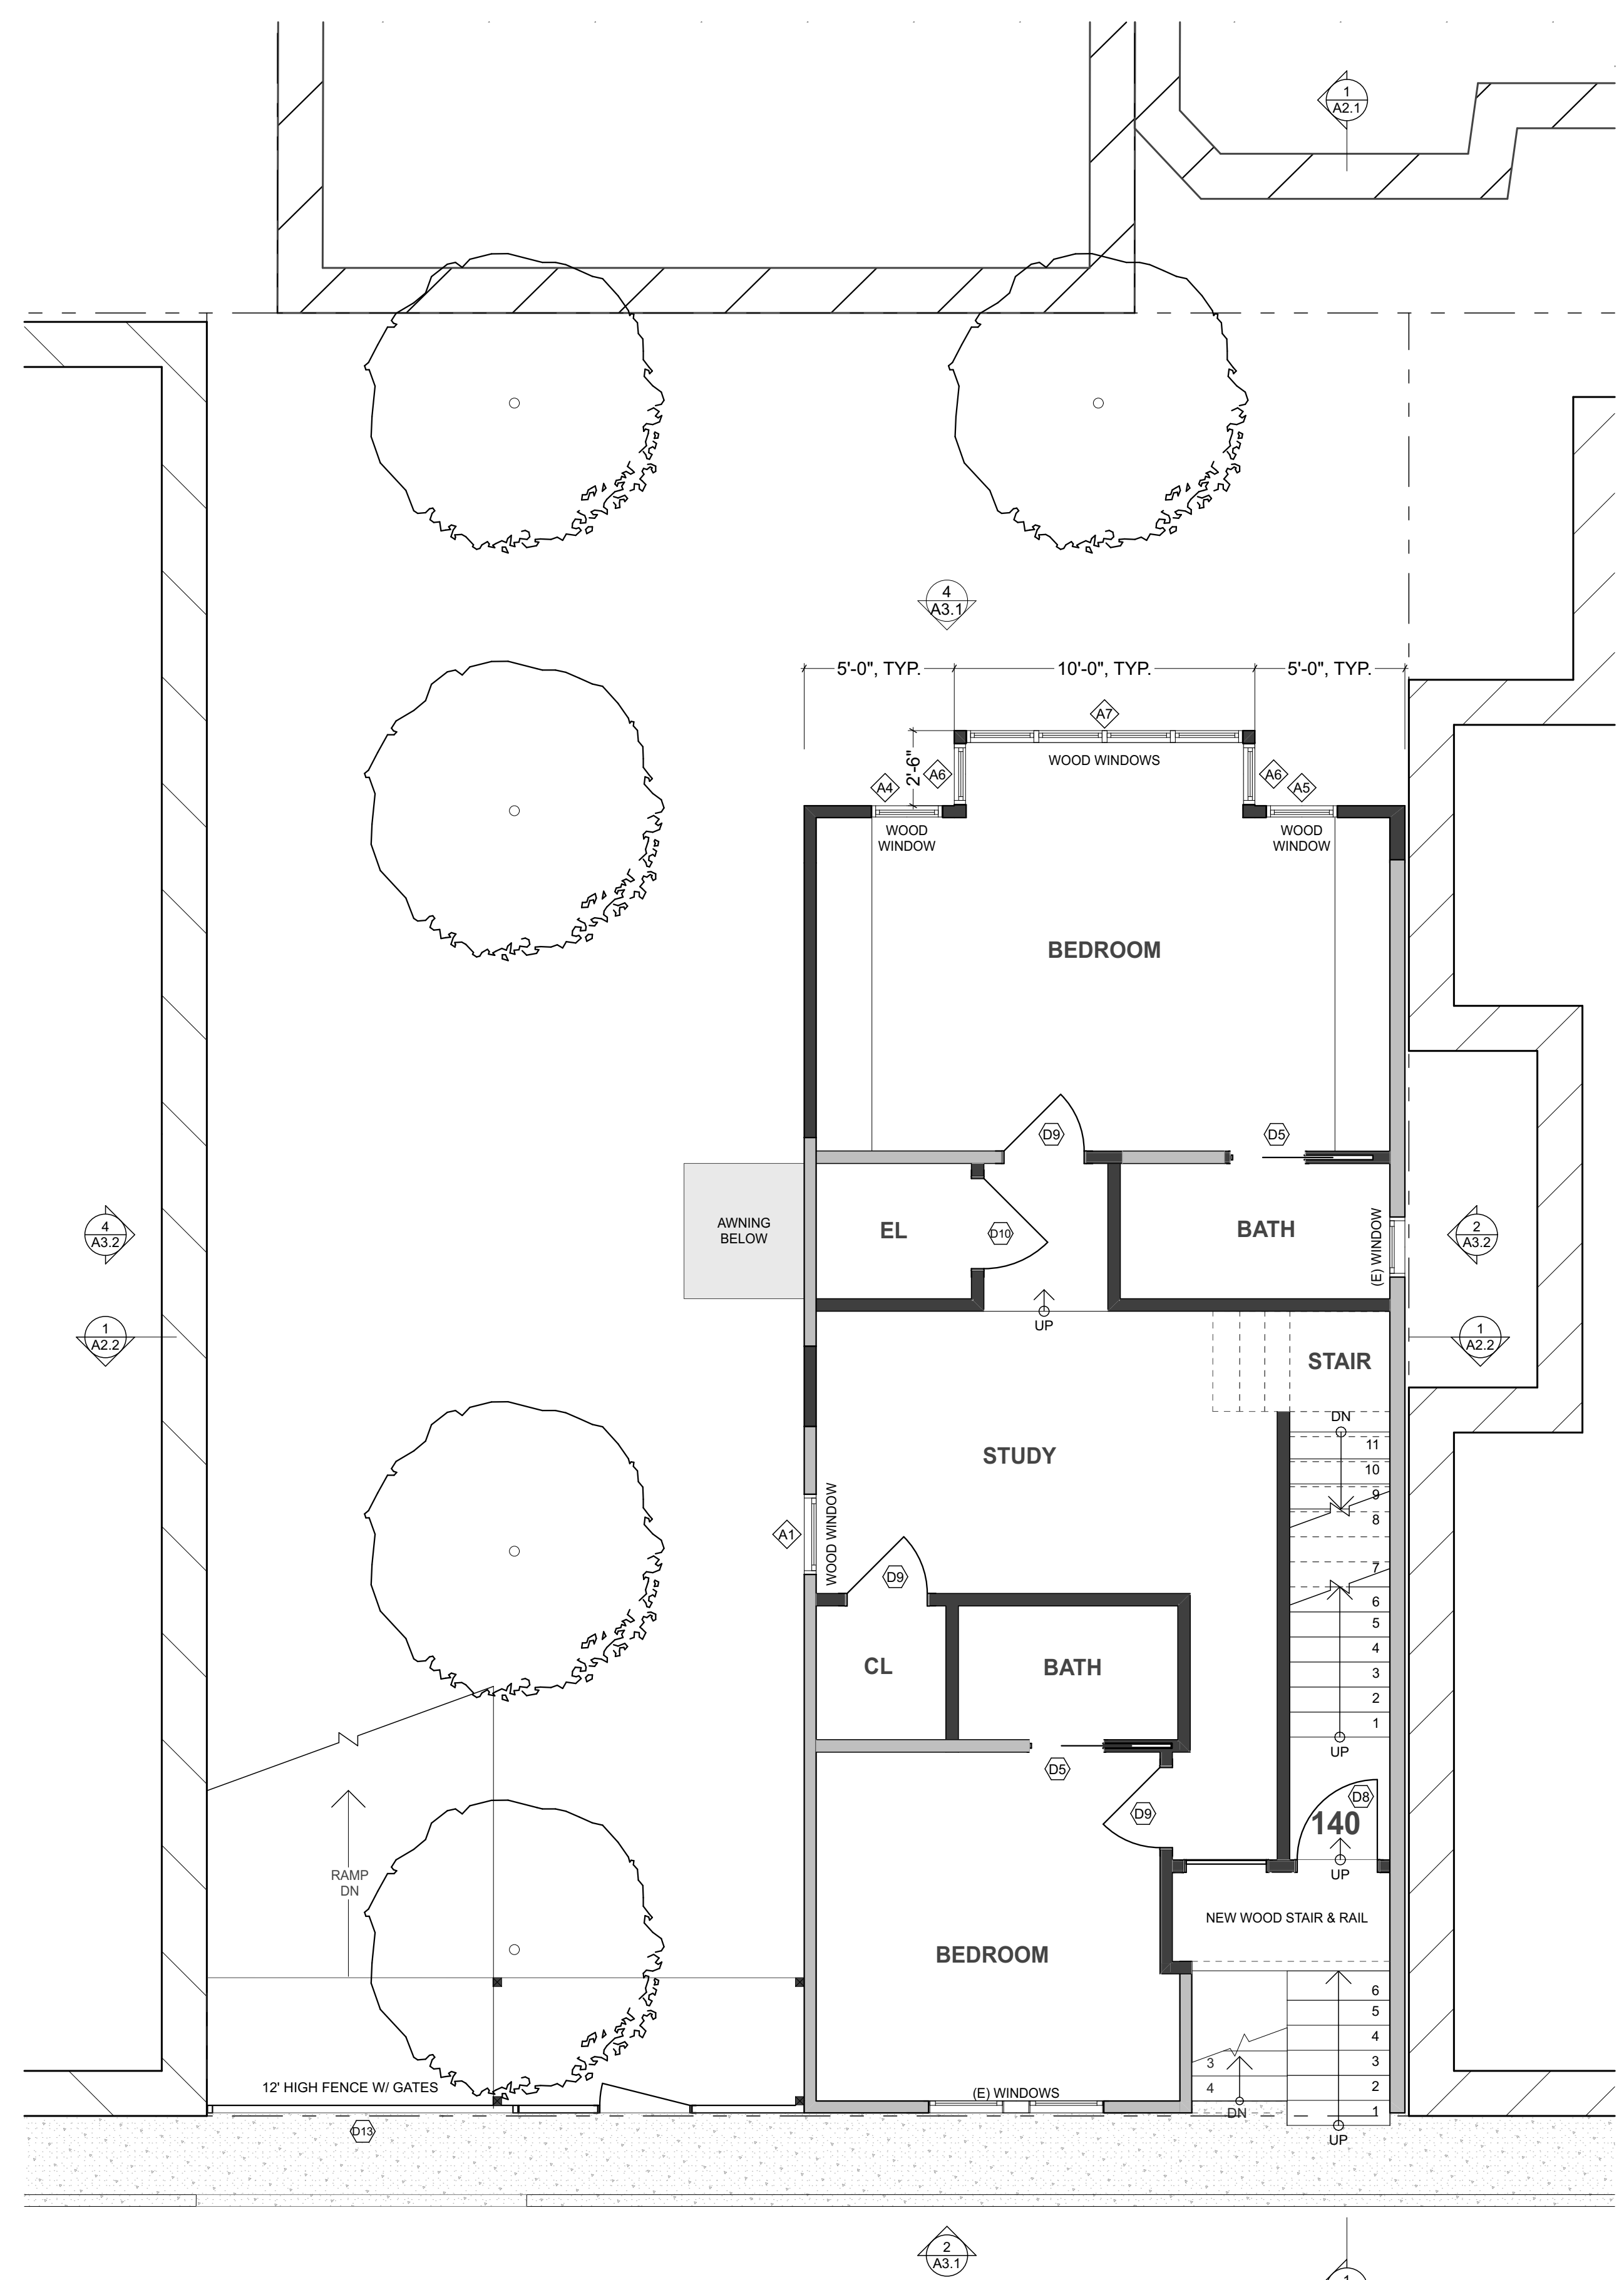 1
A2.1
4
A3.1
5'-0", TYP.
10'-0", TYP.
5'-0", TYP.
A7
WOOD WINDOWS
2'-6"
A6
A6
A4
A5
WOOD
WINDOW
WOOD
WINDOW
BEDROOM
D9
D5
AWNING
BELOW
EL
D10
BATH
(E) WINDOW
4
A3.2
2
A3.2
UP
1
A2.2
1
A2.2
STAIR
DN
STUDY
11
10
9
8
7
6
5
4
3
2
1
UP
A1
WOOD WINDOW
D9
CL
BATH
D5
D9
D8
140
UP
RAMP
DN
NEW WOOD STAIR & RAIL
BEDROOM
6
5
4
3
2
1
3
4
DN
UP
12' HIGH FENCE W/ GATES
(E) WINDOWS
D13
2
A3.1
1